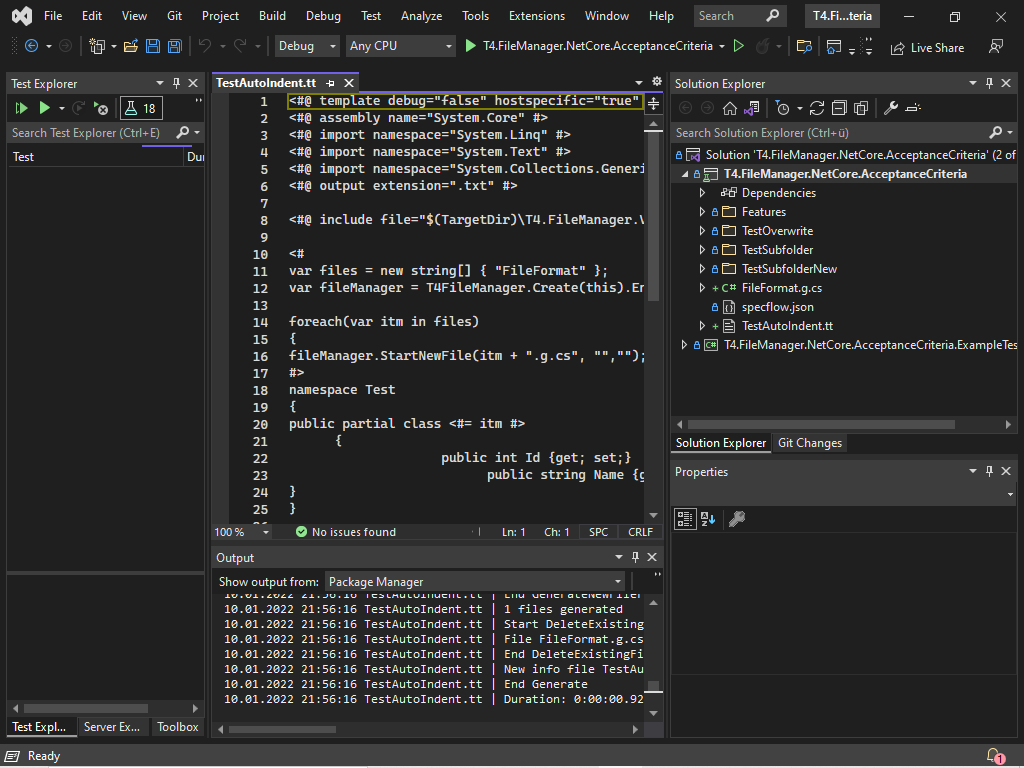 File Edit View Git Project Build Debug Test Analyze Tools Extensions Window Help Search T4.Fi...teria
Debug Any CPU T4.FileManager.NetCore.AcceptanceCriteria Live Share
Test Explorer
18
Search Test Explorer (Ctrl+E)
Test Du
TestAutoIndent.tt
1 <#@ template debug="false" hostspecific="true"
2 <#@ assembly name="System.Core" #>
3 <#@ import namespace="System.Linq" #>
4 <#@ import namespace="System.Text" #>
5 <#@ import namespace="System.Collections.Generi
6 <#@ output extension=".txt" #>
7
8 <#@ include file="$(TargetDir)\T4.FileManager.V
9
10 <#
11 var files = new string[] { "FileFormat" };
12 var fileManager = T4FileManager.Create(this).En
13
14 foreach(var itm in files)
15 {
16 fileManager.StartNewFile(itm + ".g.cs", "","");
17 #>
18 namespace Test
19 {
20 public partial class <#= itm #>
21 {
22 public int Id {get; set;}
23 public string Name {g
24 }
25 }
100 % No issues found Ln: 1 Ch: 1 SPC CRLF
Output
Show output from: Package Manager
10.01.2022 21:56:16 TestAutoIndent.tt | End GenerateNewFiles
10.01.2022 21:56:16 TestAutoIndent.tt | 1 files generated
10.01.2022 21:56:16 TestAutoIndent.tt | Start DeleteExisting
10.01.2022 21:56:16 TestAutoIndent.tt | File FileFormat.g.cs
10.01.2022 21:56:16 TestAutoIndent.tt | End DeleteExistingFi
10.01.2022 21:56:16 TestAutoIndent.tt | New info file TestAu
10.01.2022 21:56:16 TestAutoIndent.tt | End Generate
10.01.2022 21:56:16 TestAutoIndent.tt | Duration: 0:00:00.92
Solution Explorer
Search Solution Explorer (Ctrl+ü)
Solution 'T4.FileManager.NetCore.AcceptanceCriteria' (2 of
T4.FileManager.NetCore.AcceptanceCriteria
Dependencies
Features
TestOverwrite
TestSubfolder
TestSubfolderNew
C# FileFormat.g.cs
specflow.json
TestAutoIndent.tt
C# T4.FileManager.NetCore.AcceptanceCriteria.ExampleTes
Solution Explorer Git Changes
Properties
Test Expl... Server Ex... Toolbox
Ready 1